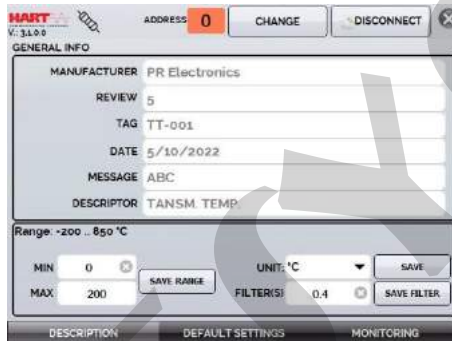 HART
V.: 3.1.0.0
ADDRESS 0 CHANGE DISCONNECT
GENERAL INFO
MANUFACTURER PR Electronics
REVIEW 5
TAG TT-001
DATE 5/10/2022
MESSAGE ABC
DESCRIPTOR TANSM. TEMP.
Range: -200 .. 850 °C
MIN 0 UNIT: °C SAVE
SAVE RANGE
MAX 200 FILTER(S) 0.4 SAVE FILTER
DESCRIPTION DEFAULT SETTINGS MONITORING